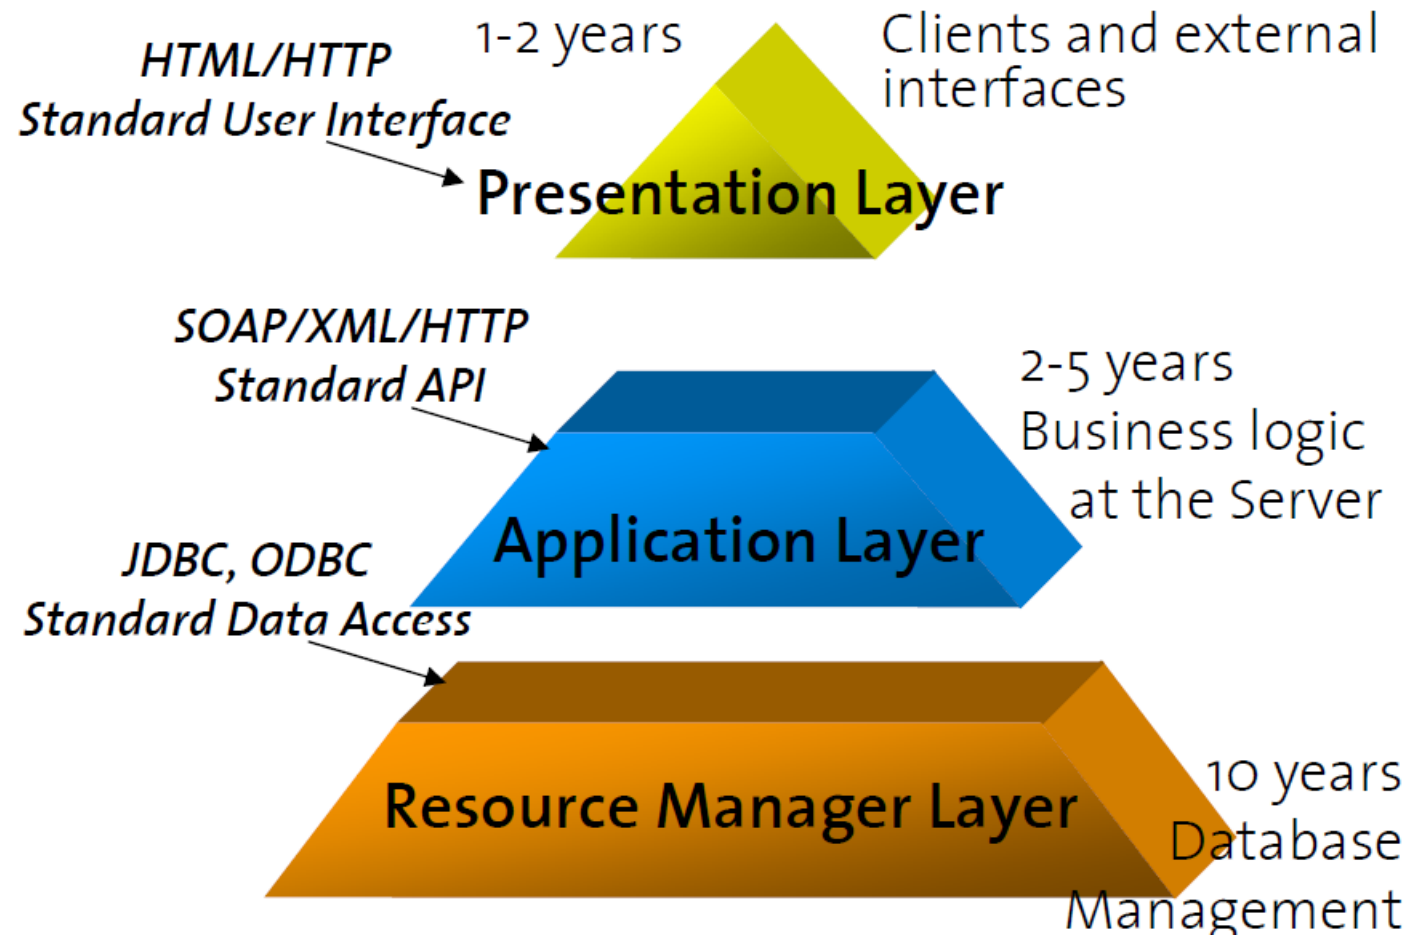 HTML/HTTP
Standard User Interface
1-2 years
Clients and external
interfaces
Presentation Layer
SOAP/XML/HTTP
Standard API
2-5 years
Business logic
at the Server
Application Layer
JDBC, ODBC
Standard Data Access
Resource Manager Layer
10 years
Database
Management